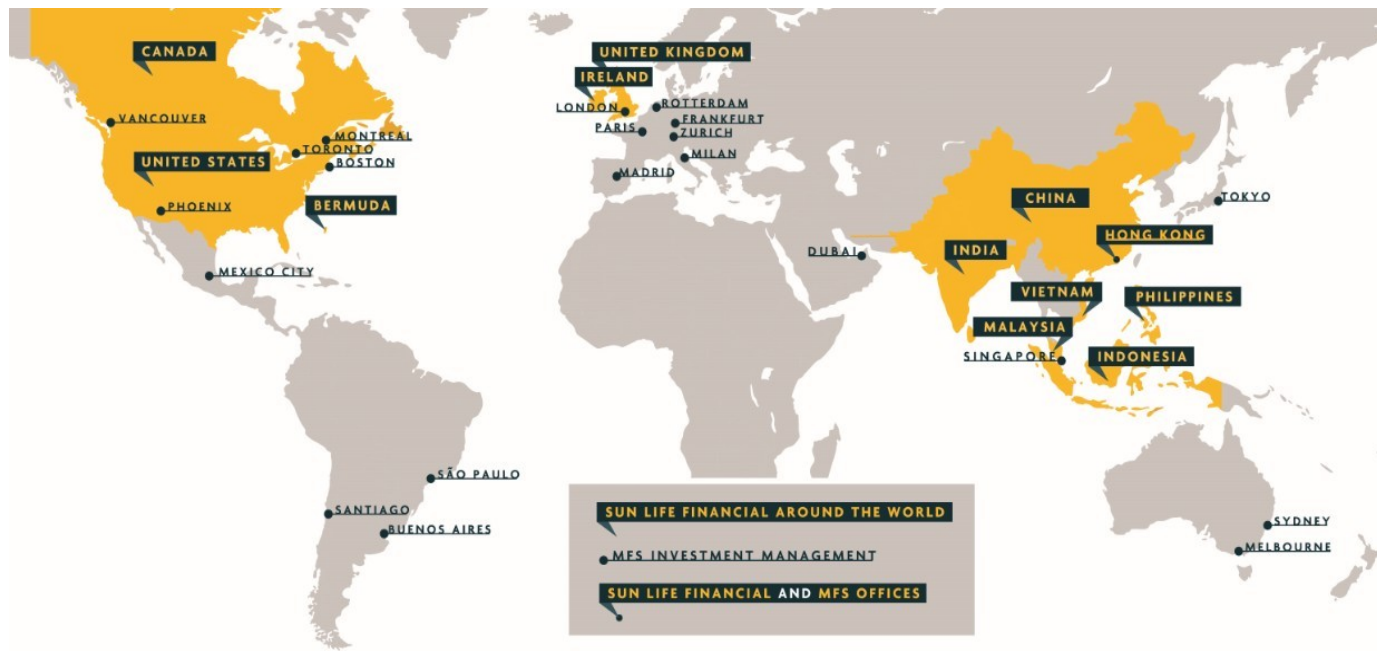 CANADA
UNITED KINGDOM
IRELAND
VANCOUVER
LONDON
ROTTERDAM
FRANKFURT
PARIS
ZURICH
MONTREAL
TORONTO
BOSTON
UNITED STATES
MILAN
MADRID
PHOENIX
BERMUDA
CHINA
TOKYO
HONG KONG
DUBAI
INDIA
MEXICO CITY
VIETNAM
PHILIPPINES
MALAYSIA
SINGAPORE
INDONESIA
SÃO PAULO
SANTIAGO
BUENOS AIRES
SYDNEY
MELBOURNE
SUN LIFE FINANCIAL AROUND THE WORLD
MFS INVESTMENT MANAGEMENT
SUN LIFE FINANCIAL AND MFS OFFICES